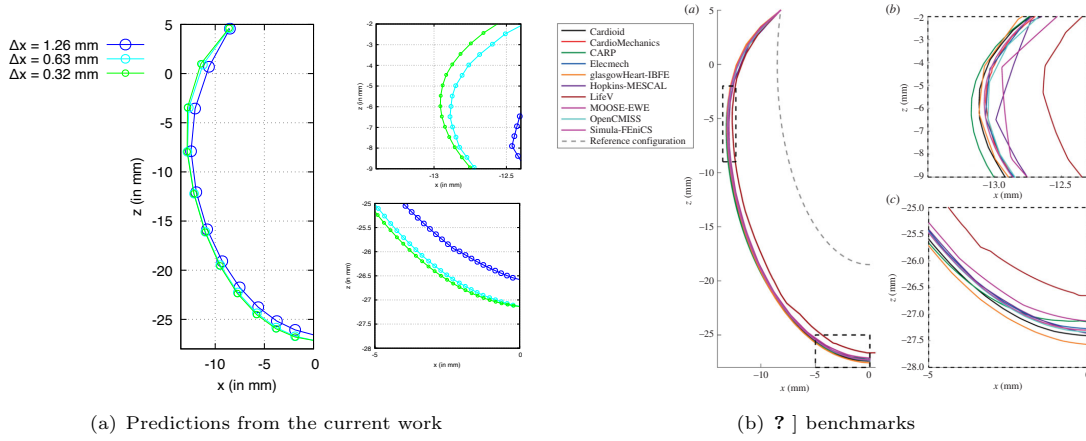 Δx = 1.26 mm
Δx = 0.63 mm
Δx = 0.32 mm
5
0
-5
-10
-15
-20
-25
z (in mm)
-10
-5
0
x (in mm)
-2
-3
-4
-5
-6
-7
-8
-9
z (in mm)
-13
-12.5
x (in mm)
-25
-26
-27
-28
z (in mm)
-5
0
x (in mm)
(a) Predictions from the current work
(a)
5
0
−5
−10
−15
−20
−25
z (mm)
−10
−5
0
x (mm)
Cardioid
CardioMechanics
CARP
Elecmech
glasgowHeart-IBFE
Hopkins-MESCAL
LifeV
MOOSE-EWE
OpenCMISS
Simula-FEniCS
Reference configuration
(b)
−2
−3
−4
−5
−6
−7
−8
−9
z (mm)
−13.0
−12.5
x (mm)
(c)
−25.0
−25.5
−26.0
−26.5
−27.0
−27.5
−28.0
z (mm)
−5
x (mm)
(b) ? ] benchmarks